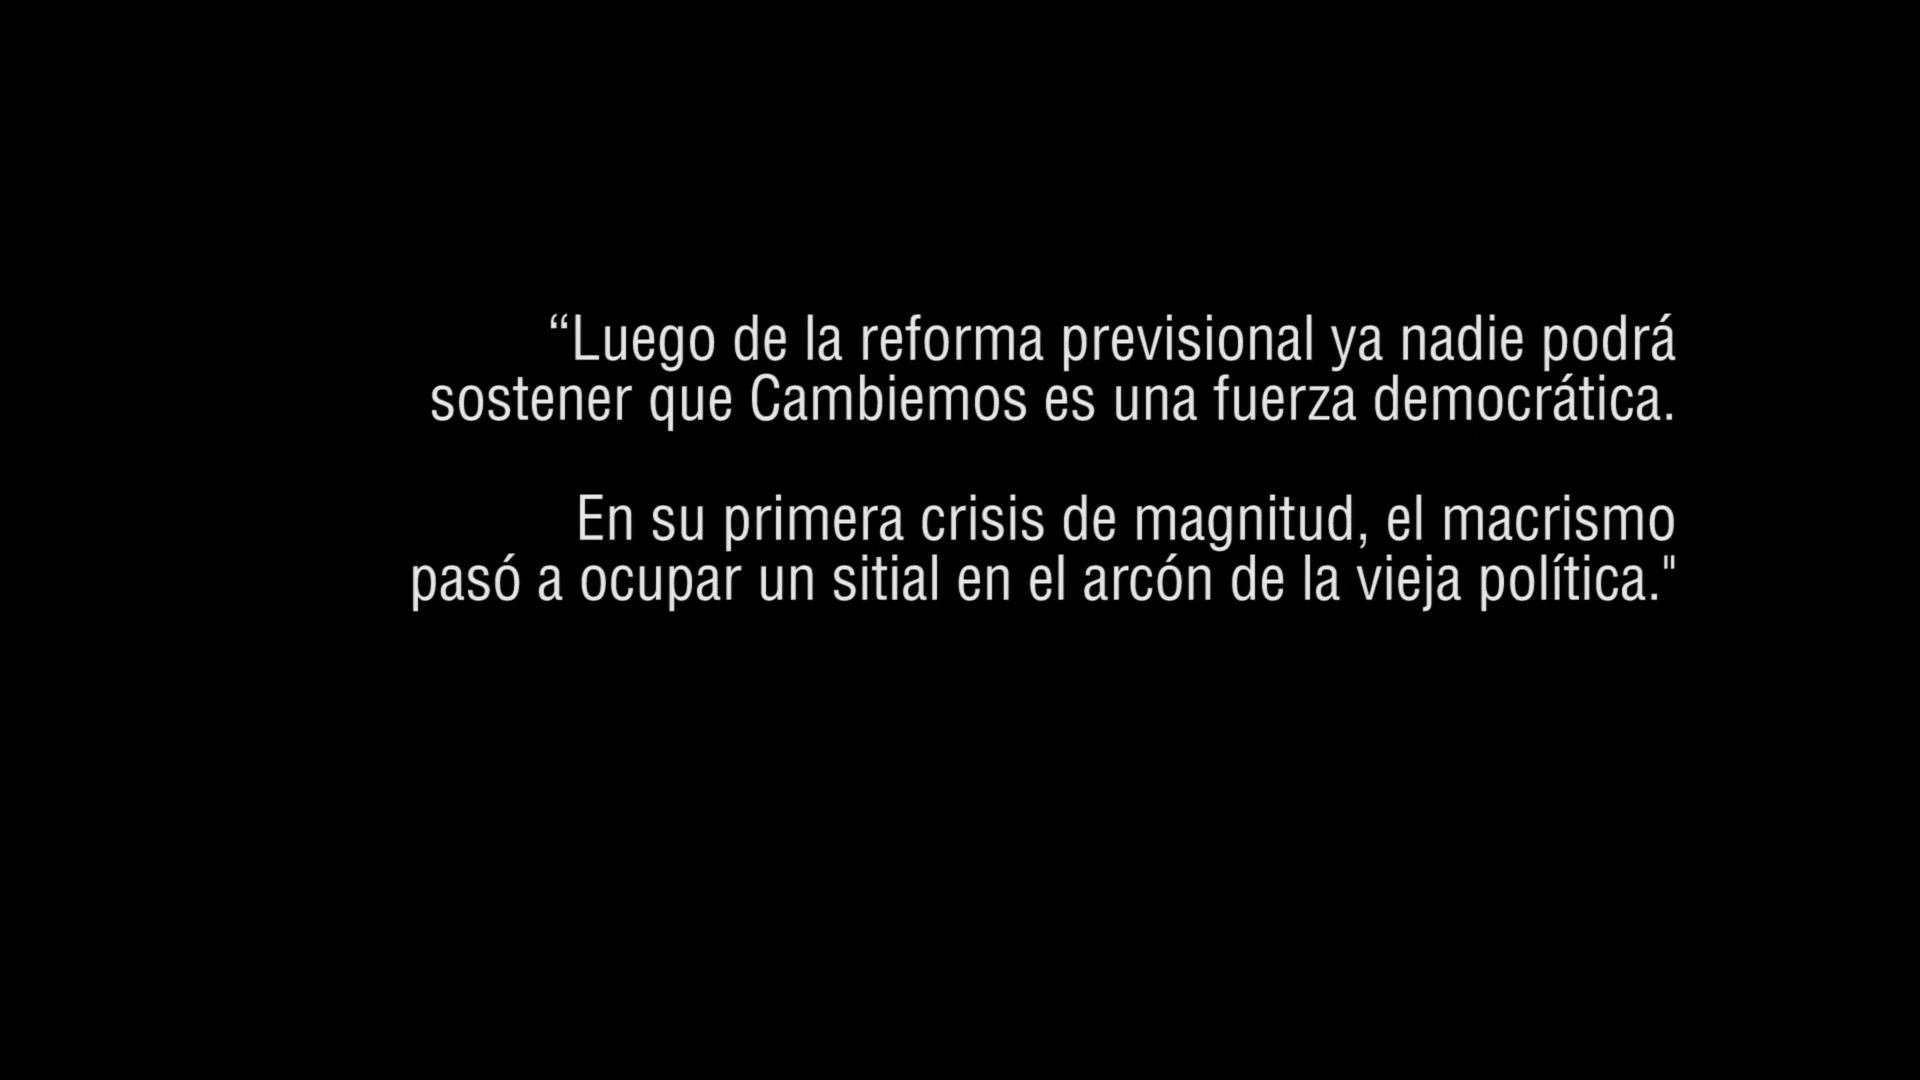 “Luego de la reforma previsional ya nadie podrá
sostener que Cambiemos es una fuerza democrática.
En su primera crisis de magnitud, el macrismo
pasó a ocupar un sitial en el arcón de la vieja política."